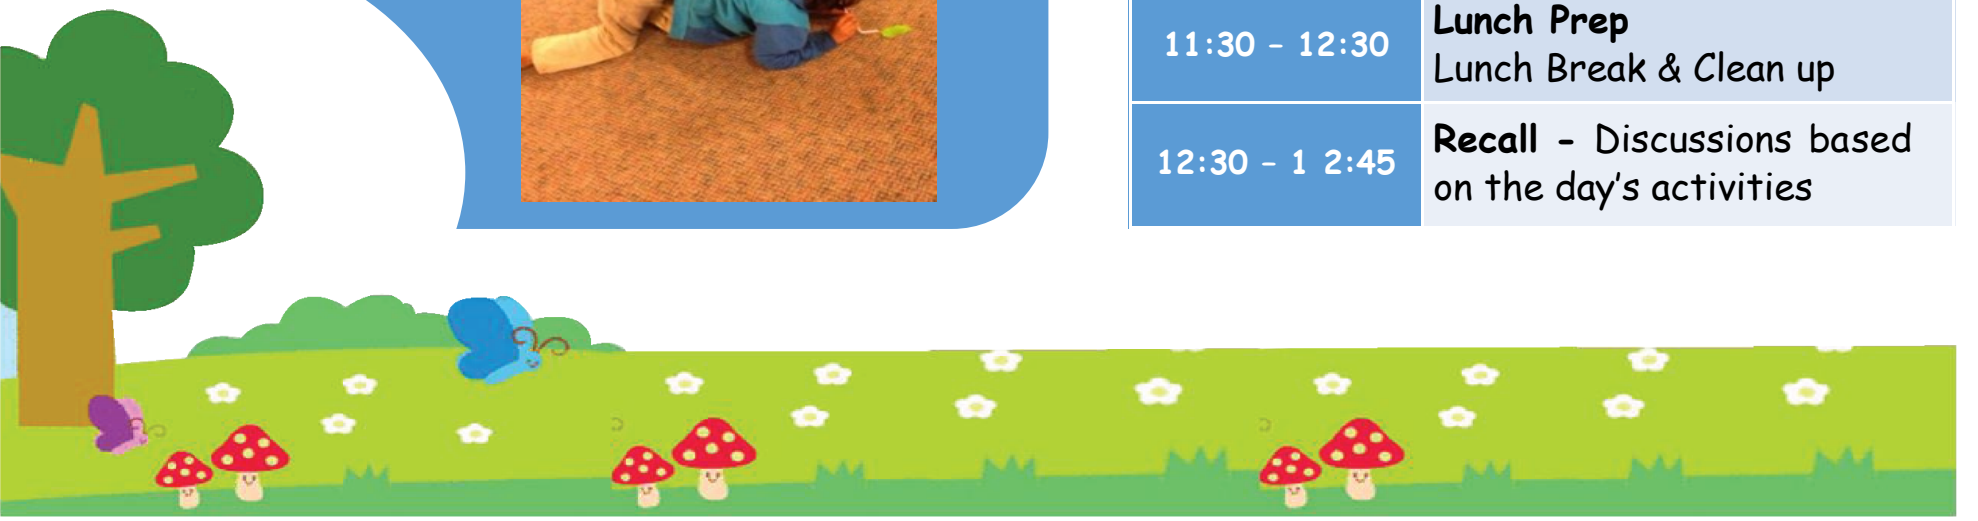 11:30 – 12:30
Lunch Prep
Lunch Break & Clean up
12:30 – 1 2:45
Recall - Discussions based
on the day's activities